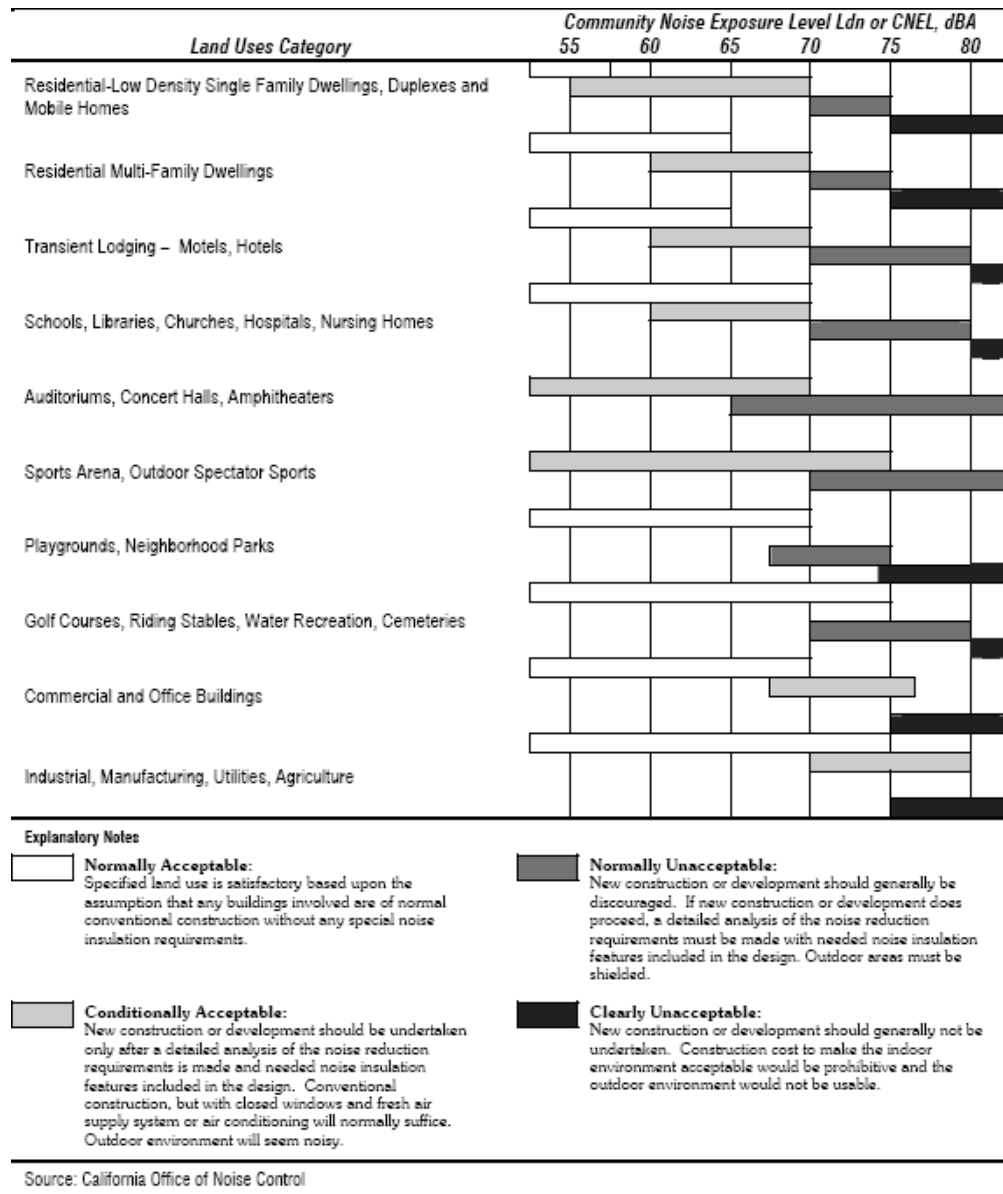 Community Noise Exposure Level Ldn or CNEL, dBA
Land Uses Category
55 60 65 70 75 80
Residential-Low Density Single Family Dwellings, Duplexes and
Mobile Homes
Residential Multi-Family Dwellings
Transient Lodging – Motels, Hotels
Schools, Libraries, Churches, Hospitals, Nursing Homes
Auditoriums, Concert Halls, Amphitheaters
Sports Arena, Outdoor Spectator Sports
Playgrounds, Neighborhood Parks
Golf Courses, Riding Stables, Water Recreation, Cemeteries
Commercial and Office Buildings
Industrial, Manufacturing, Utilities, Agriculture
Explanatory Notes
Normally Acceptable:
Specified land use is satisfactory based upon the
assumption that any buildings involved are of normal
conventional construction without any special noise
insulation requirements.
Normally Unacceptable:
New construction or development should generally be
discouraged. If new construction or development does
proceed, a detailed analysis of the noise reduction
requirements must be made with needed noise insulation
features included in the design. Outdoor areas must be
shielded.
Conditionally Acceptable:
New construction or development should be undertaken
only after a detailed analysis of the noise reduction
requirements is made and needed noise insulation
features included in the design. Conventional
construction, but with closed windows and fresh air
supply system or air conditioning will normally suffice.
Outdoor environment will seem noisy.
Clearly Unacceptable:
New construction or development should generally not be
undertaken. Construction cost to make the indoor
environment acceptable would be prohibitive and the
outdoor environment would not be usable.
Source: California Office of Noise Control